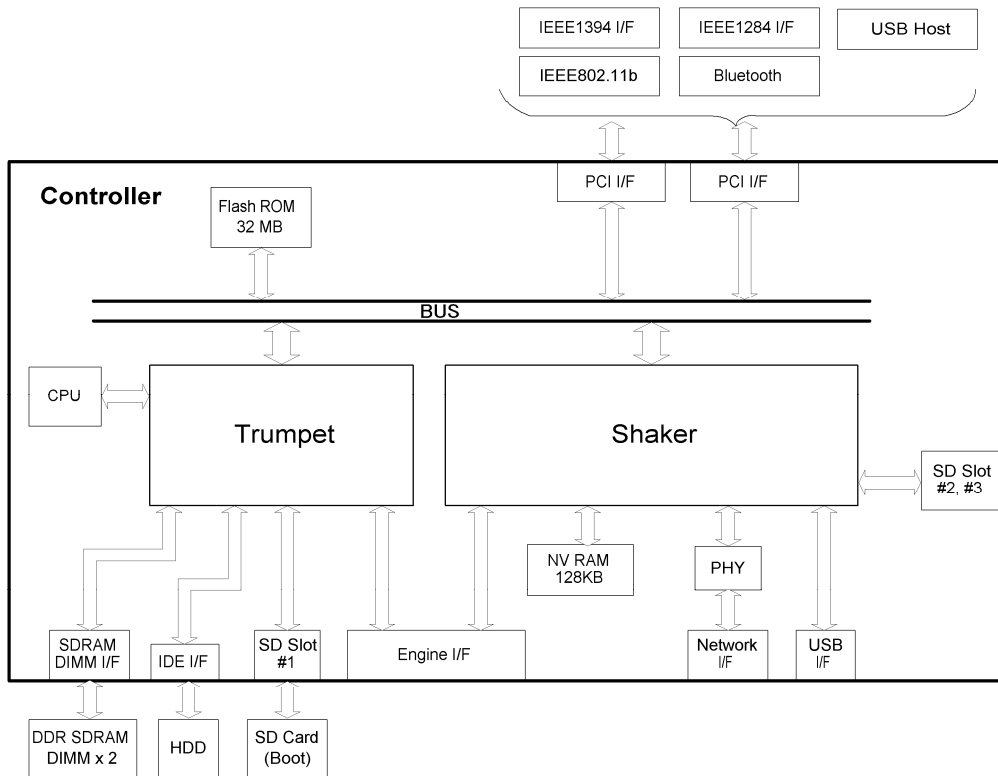 IEEE1394 I/F
IEEE1284 I/F
USB Host
IEEE802.11b
Bluetooth
Controller
PCI I/F
PCI I/F
Flash ROM
32 MB
BUS
CPU
Trumpet
Shaker
SD Slot
#2, #3
NV RAM
128KB
PHY
SDRAM
DIMM I/F
IDE I/F
SD Slot
#1
Engine I/F
Network
I/F
USB
I/F
DDR SDRAM
DIMM x 2
HDD
SD Card
(Boot)